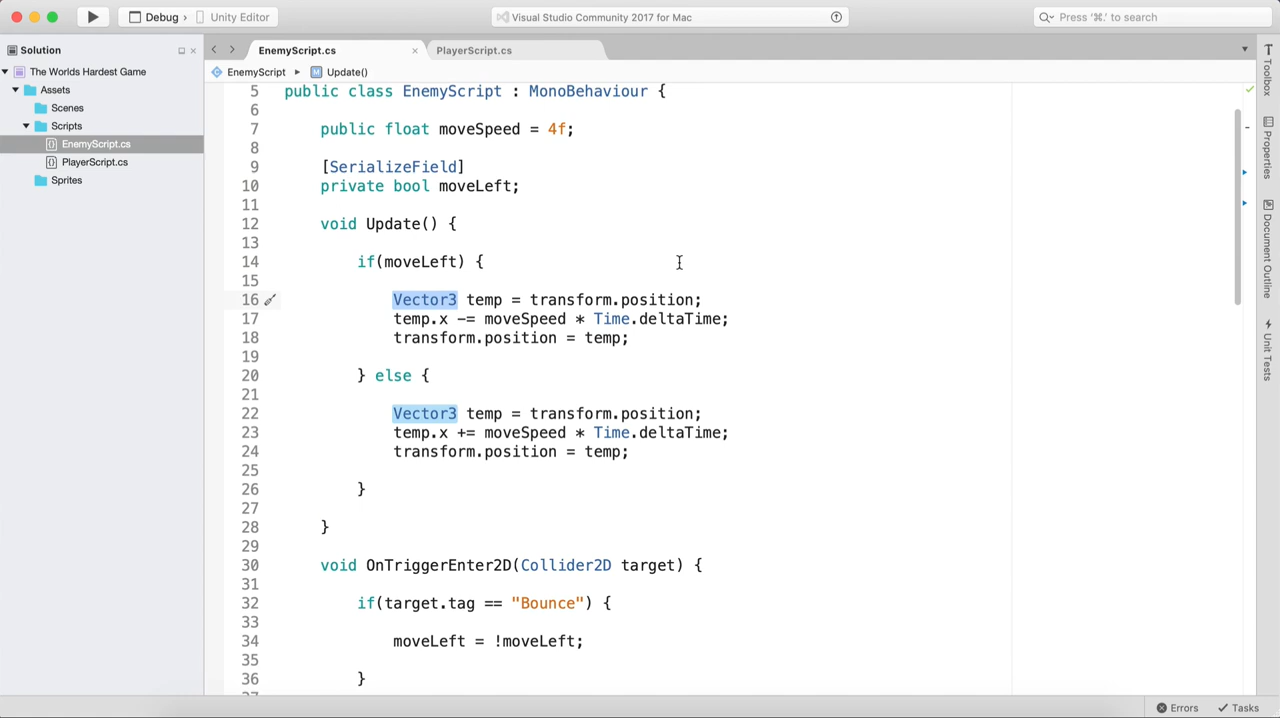 Debug > Unity Editor
Visual Studio Community 2017 for Mac
Press '⌘.' to search
Solution
The Worlds Hardest Game
Assets
Scenes
Scripts
EnemyScript.cs
PlayerScript.cs
Sprites
EnemyScript.cs
PlayerScript.cs
EnemyScript
M Update()
5 public class EnemyScript : MonoBehaviour {
6
7 public float moveSpeed = 4f;
8
9 [SerializeField]
10 private bool moveLeft;
11
12 void Update() {
13
14 if(moveLeft) {
15
16 Vector3 temp = transform.position;
17 temp.x -= moveSpeed * Time.deltaTime;
18 transform.position = temp;
19
20 } else {
21
22 Vector3 temp = transform.position;
23 temp.x += moveSpeed * Time.deltaTime;
24 transform.position = temp;
25
26 }
27
28 }
29
30 void OnTriggerEnter2D(Collider2D target) {
31
32 if(target.tag == "Bounce") {
33
34 moveLeft = !moveLeft;
35
36 }
Toolbox
Properties
Document Outline
Unit Tests
Errors
Tasks